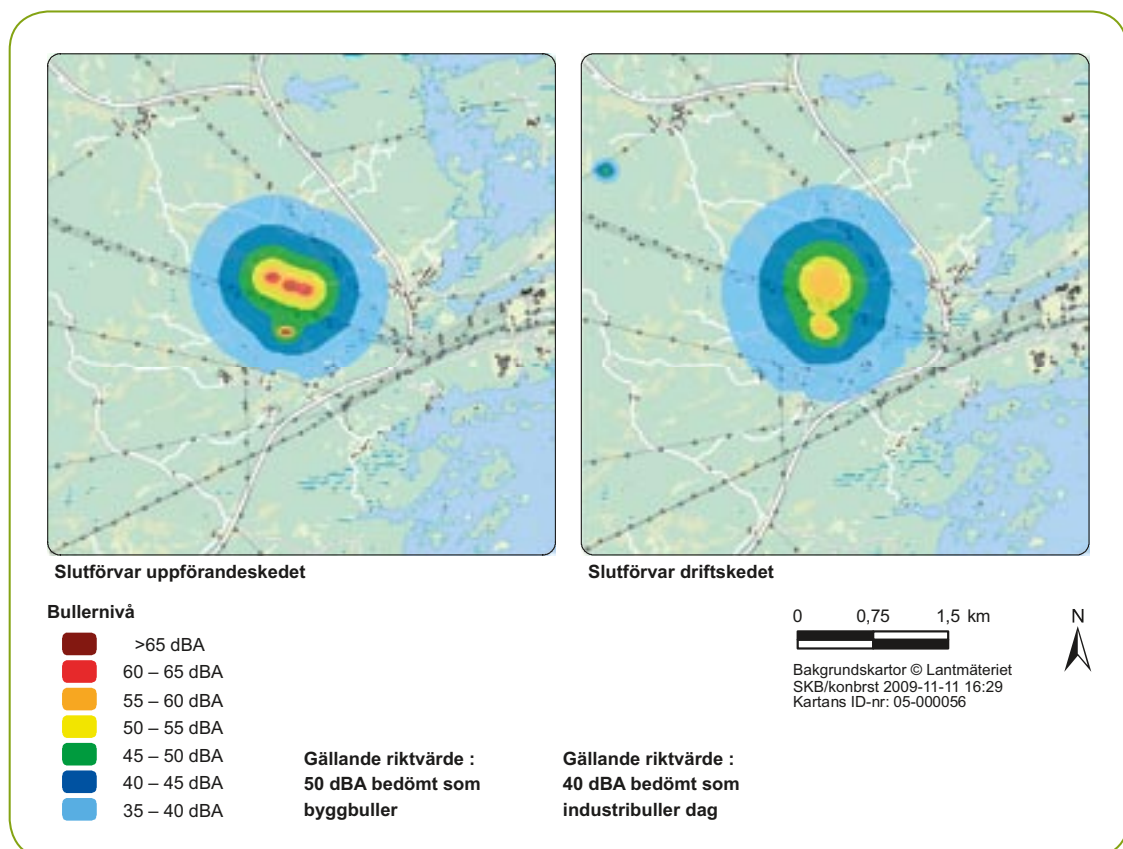 Slutförvar uppförandeskedet
Slutförvar driftskedet
Bullernivå
>65 dBA
60 – 65 dBA
55 – 60 dBA
50 – 55 dBA
45 – 50 dBA
40 – 45 dBA
35 – 40 dBA
Gällande riktvärde :
50 dBA bedömt som
byggbuller
Gällande riktvärde :
40 dBA bedömt som
industribuller dag
0 0,75 1,5 km
N
Bakgrundskartor © Lantmäteriet
SKB/konbrst 2009-11-11 16:29
Kartans ID-nr: 05-000056